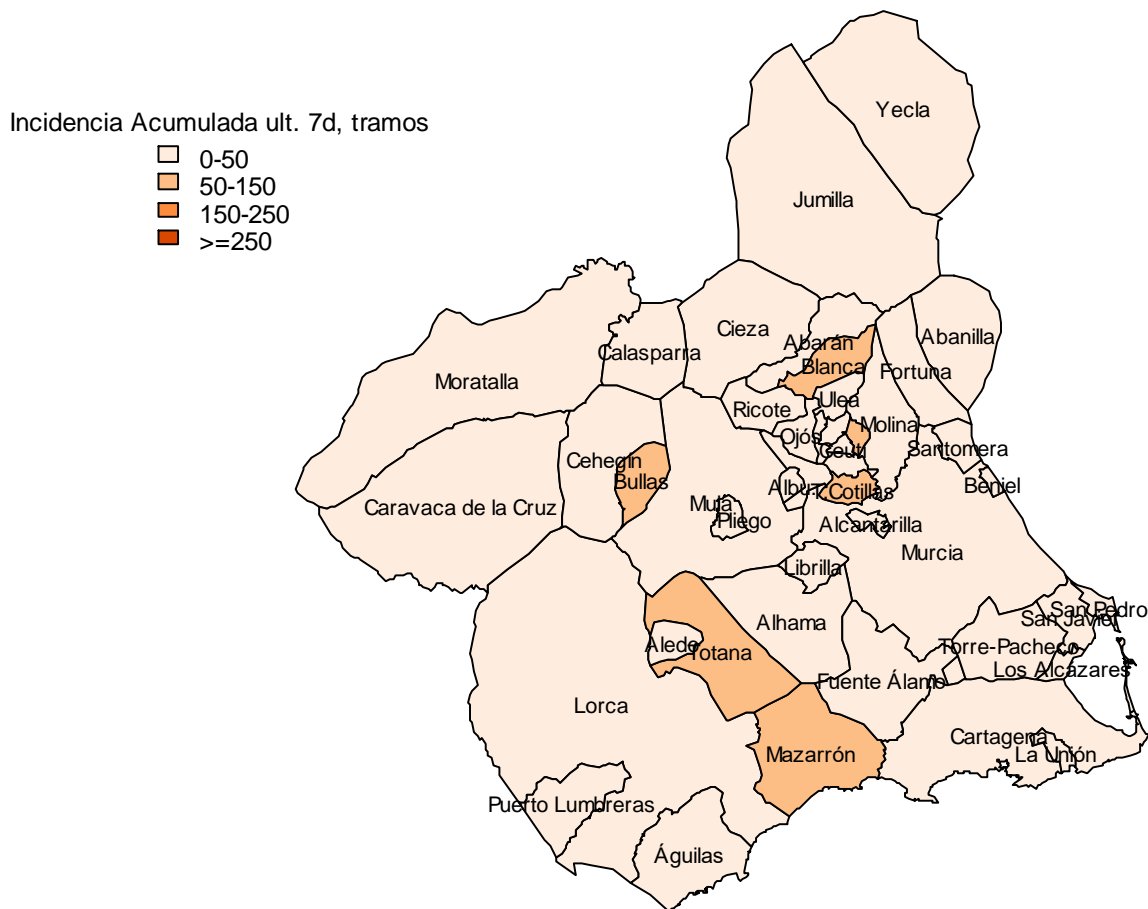 Incidencia Acumulada ult. 7d, tramos
0-50
50-150
150-250
>=250
Yecla
Jumilla
Cieza
Abarán
Abanilla
Calasparra
Blanca
Fortuna
Moratalla
Ulea
Ricote
Molina
Ojós
Ceutí
Santomera
Cehegín
Bullas
Albu.
Cotillas
Beniel
Caravaca de la Cruz
Mula
Pliego
Alcantarilla
Murcia
Librilla
San Pedro
San Javier
Alhama
Aledo
Totana
Torre-Pacheco
Los Alcázares
Fuente Álamo
Lorca
Cartagena
Mazarrón
La Unión
Puerto Lumbreras
Águilas